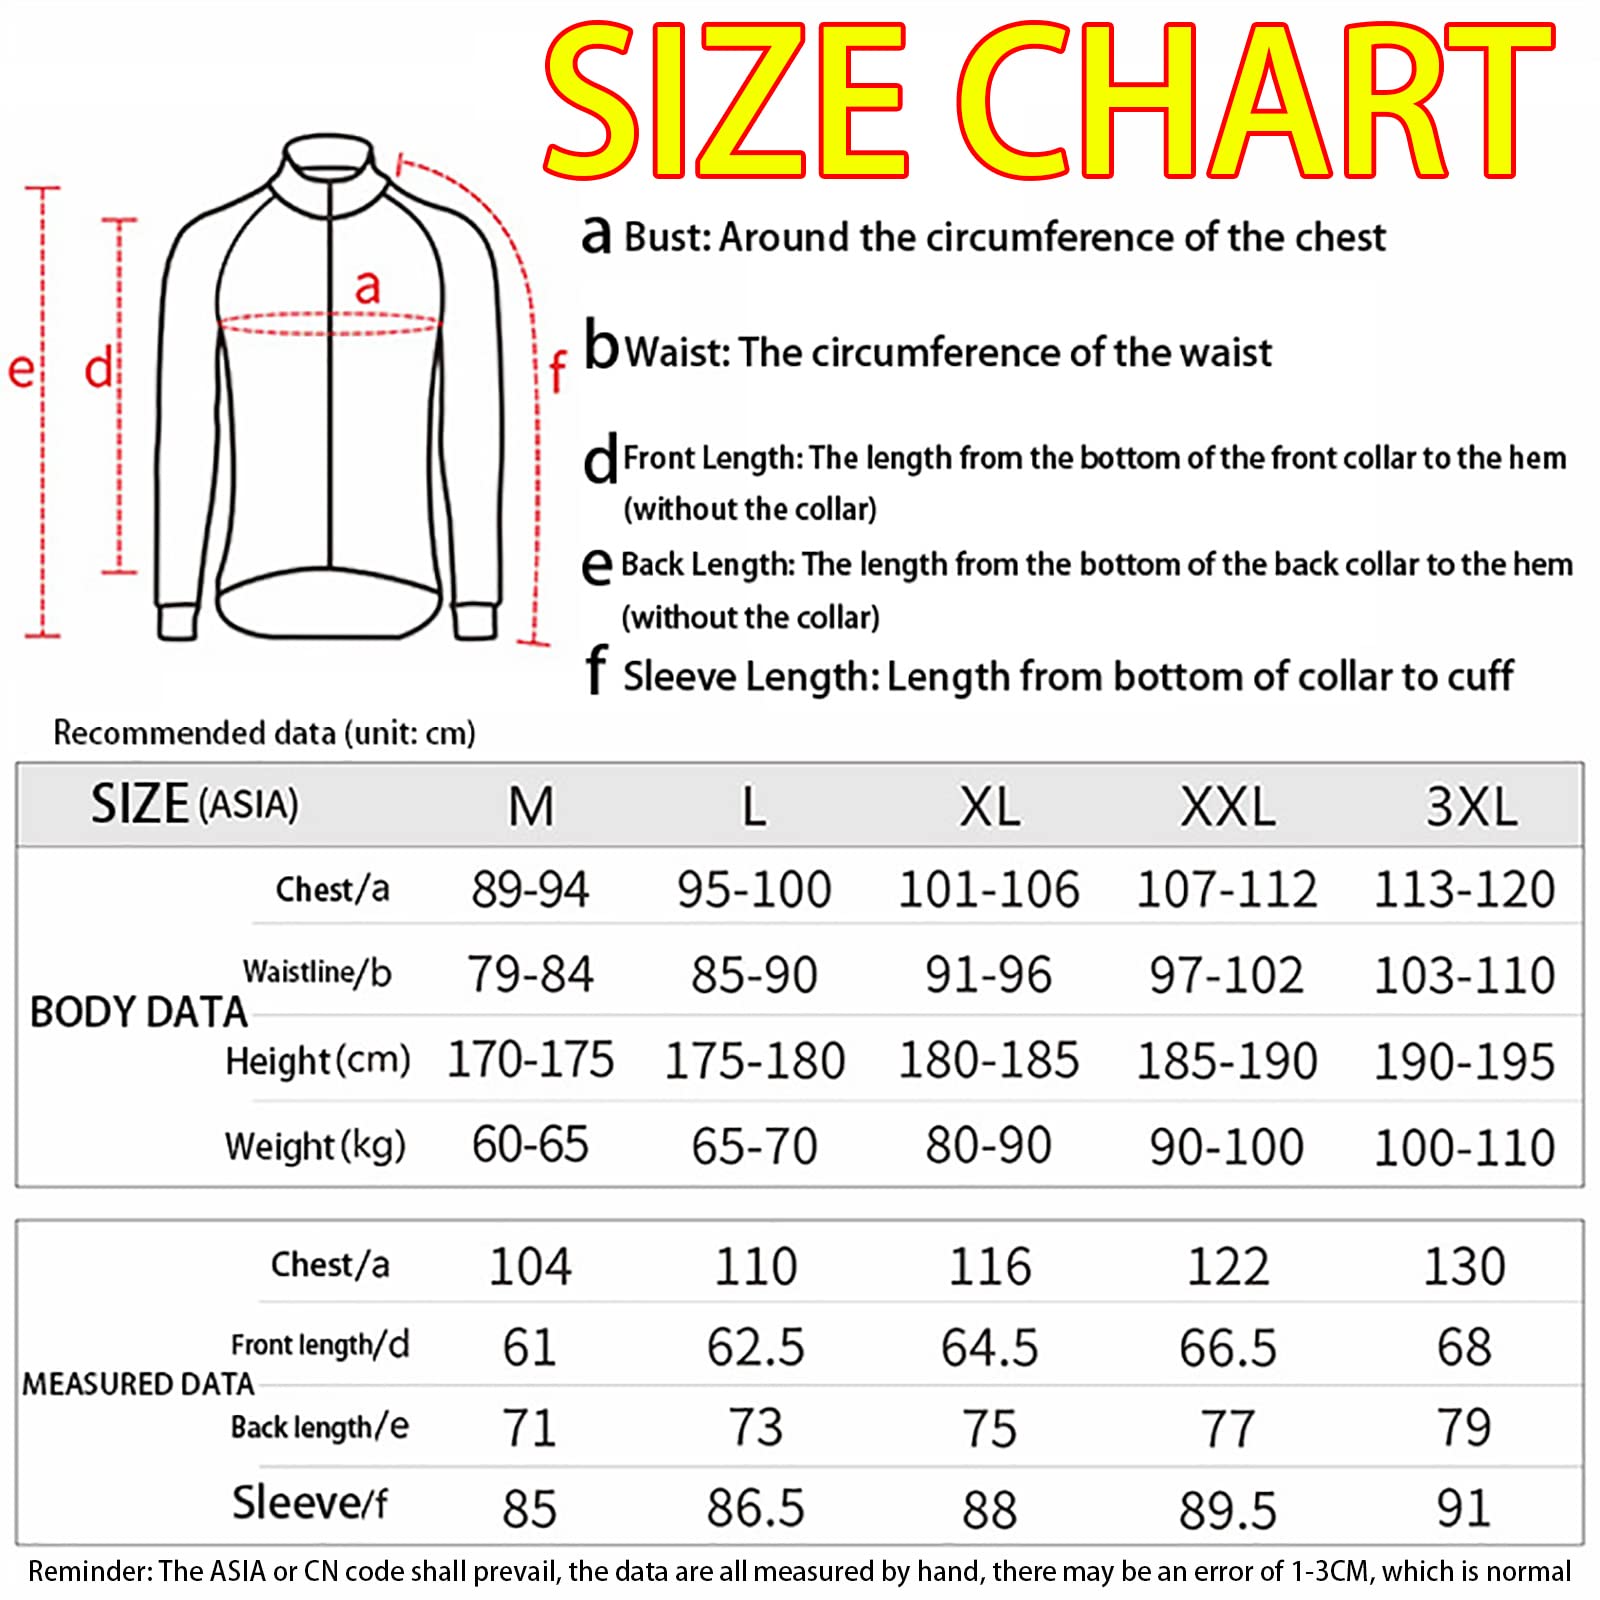 SIZE CHART
a Bust: Around the circumference of the chest
b Waist: The circumference of the waist
d Front Length: The length from the bottom of the front collar to the hem
(without the collar)
e Back Length: The length from the bottom of the back collar to the hem
(without the collar)
f Sleeve Length: Length from bottom of collar to cuff
a
e
d
f
Recommended data (unit: cm)
SIZE (ASIA) M L XL XXL 3XL
BODY DATA
Chest/a 89-94 95-100 101-106 107-112 113-120
Waistline/b 79-84 85-90 91-96 97-102 103-110
Height(cm) 170-175 175-180 180-185 185-190 190-195
Weight(kg) 60-65 65-70 80-90 90-100 100-110
MEASURED DATA
Chest/a 104 110 116 122 130
Front length/d 61 62.5 64.5 66.5 68
Back length/e 71 73 75 77 79
Sleeve/f 85 86.5 88 89.5 91
Reminder: The ASIA or CN code shall prevail, the data are all measured by hand, there may be an error of 1-3CM, which is normal